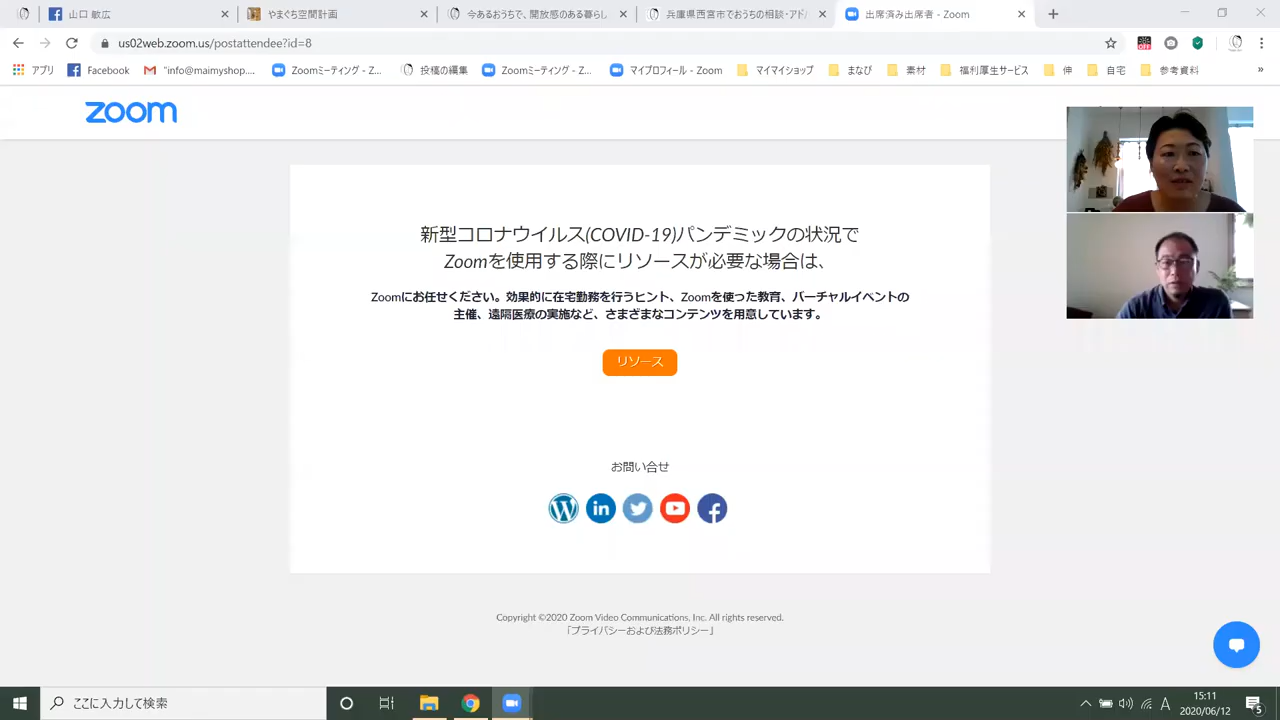 山口 敏広
やまぐち空間計画
今あるおうちで、開放感のある暮らし
兵庫県西宮市でおうちの相談・アドバ
出席済み出席者 - Zoom
us02web.zoom.us/postattendee?id=8
アプリ
Facebook
"info@maimyshop....
Zoomミーティング - Z...
投稿の編集
Zoomミーティング - Z...
マイプロフィール - Zoom
マイマイショップ
まなび
素材
福利厚生サービス
伸
自宅
参考資料
»
zoom
新型コロナウイルス(COVID-19)パンデミックの状況で
Zoomを使用する際にリソースが必要な場合は、
Zoomにお任せください。効果的に在宅勤務を行うヒント、Zoomを使った教育、バーチャルイベントの
主催、遠隔医療の実施など、さまざまなコンテンツを用意しています。
リソース
お問い合せ
Copyright ©2020 Zoom Video Communications, Inc. All rights reserved.
「プライバシーおよび法務ポリシー」
ここに入力して検索
A
15:11
2020/06/12
5